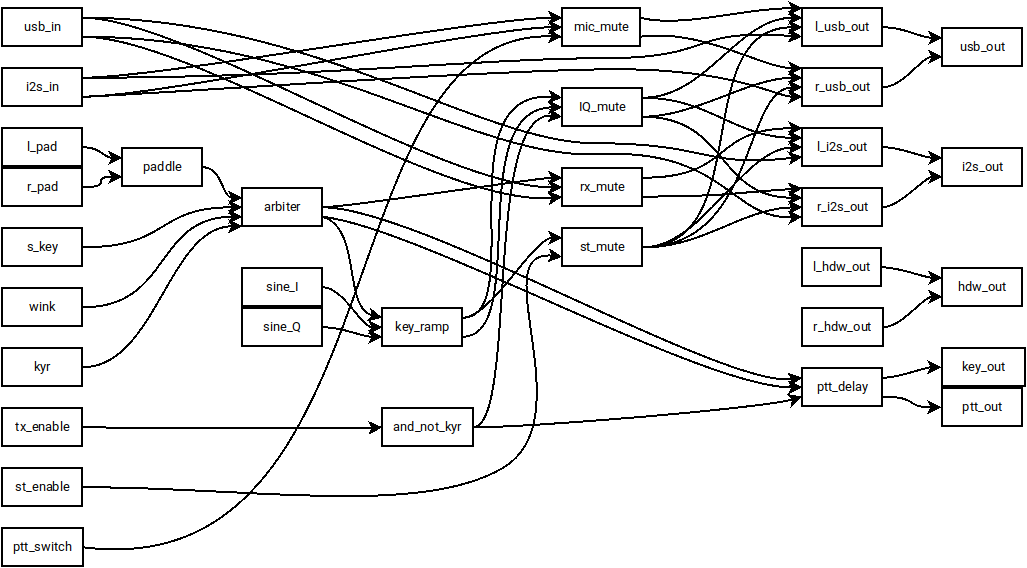 usb_in
i2s_in
l_pad
r_pad
s_key
wink
kyr
tx_enable
st_enable
ptt_switch
paddle
arbiter
sine_I
sine_Q
key_ramp
and_not_kyr
mic_mute
IQ_mute
rx_mute
st_mute
l_usb_out
r_usb_out
l_i2s_out
r_i2s_out
l_hdw_out
r_hdw_out
ptt_delay
usb_out
i2s_out
hdw_out
key_out
ptt_out